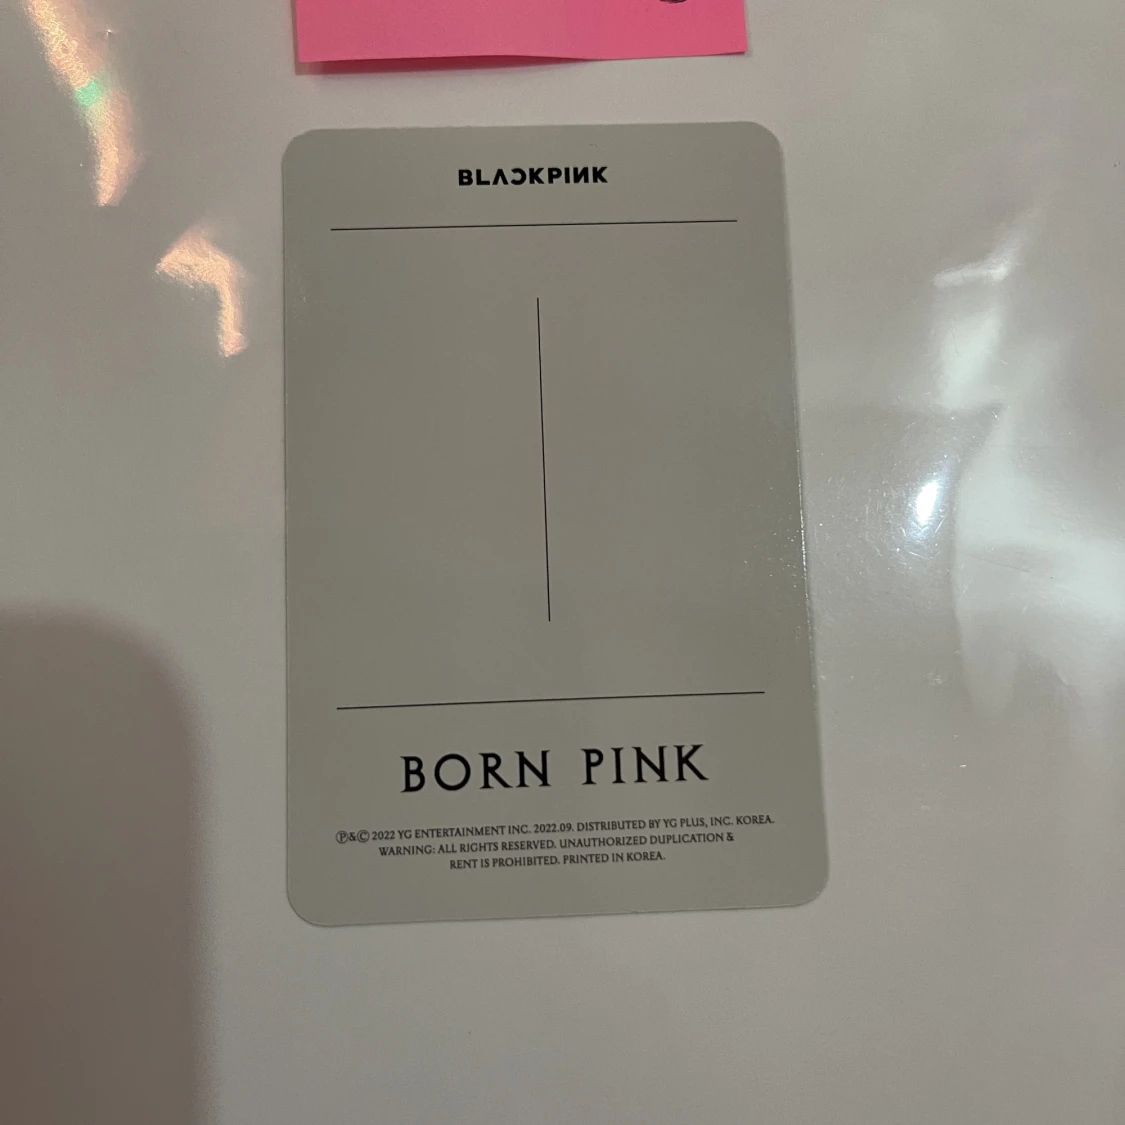 BLACKPINK
BORN PINK
℗&© 2022 YG ENTERTAINMENT INC. 2022.09. DISTRIBUTED BY YG PLUS, INC. KOREA.
WARNING: ALL RIGHTS RESERVED. UNAUTHORIZED DUPLICATION &
RENT IS PROHIBITED. PRINTED IN KOREA.